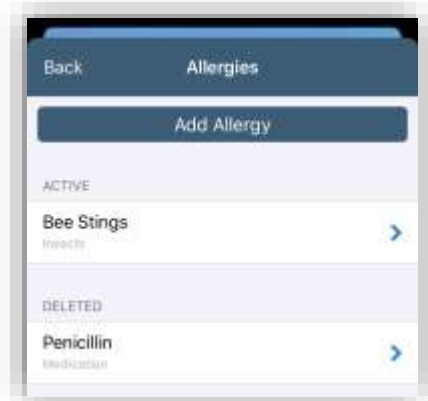 Back Allergies
Add Allergy
ACTIVE
Bee Stings
Insects
DELETED
Penicillin
Medication